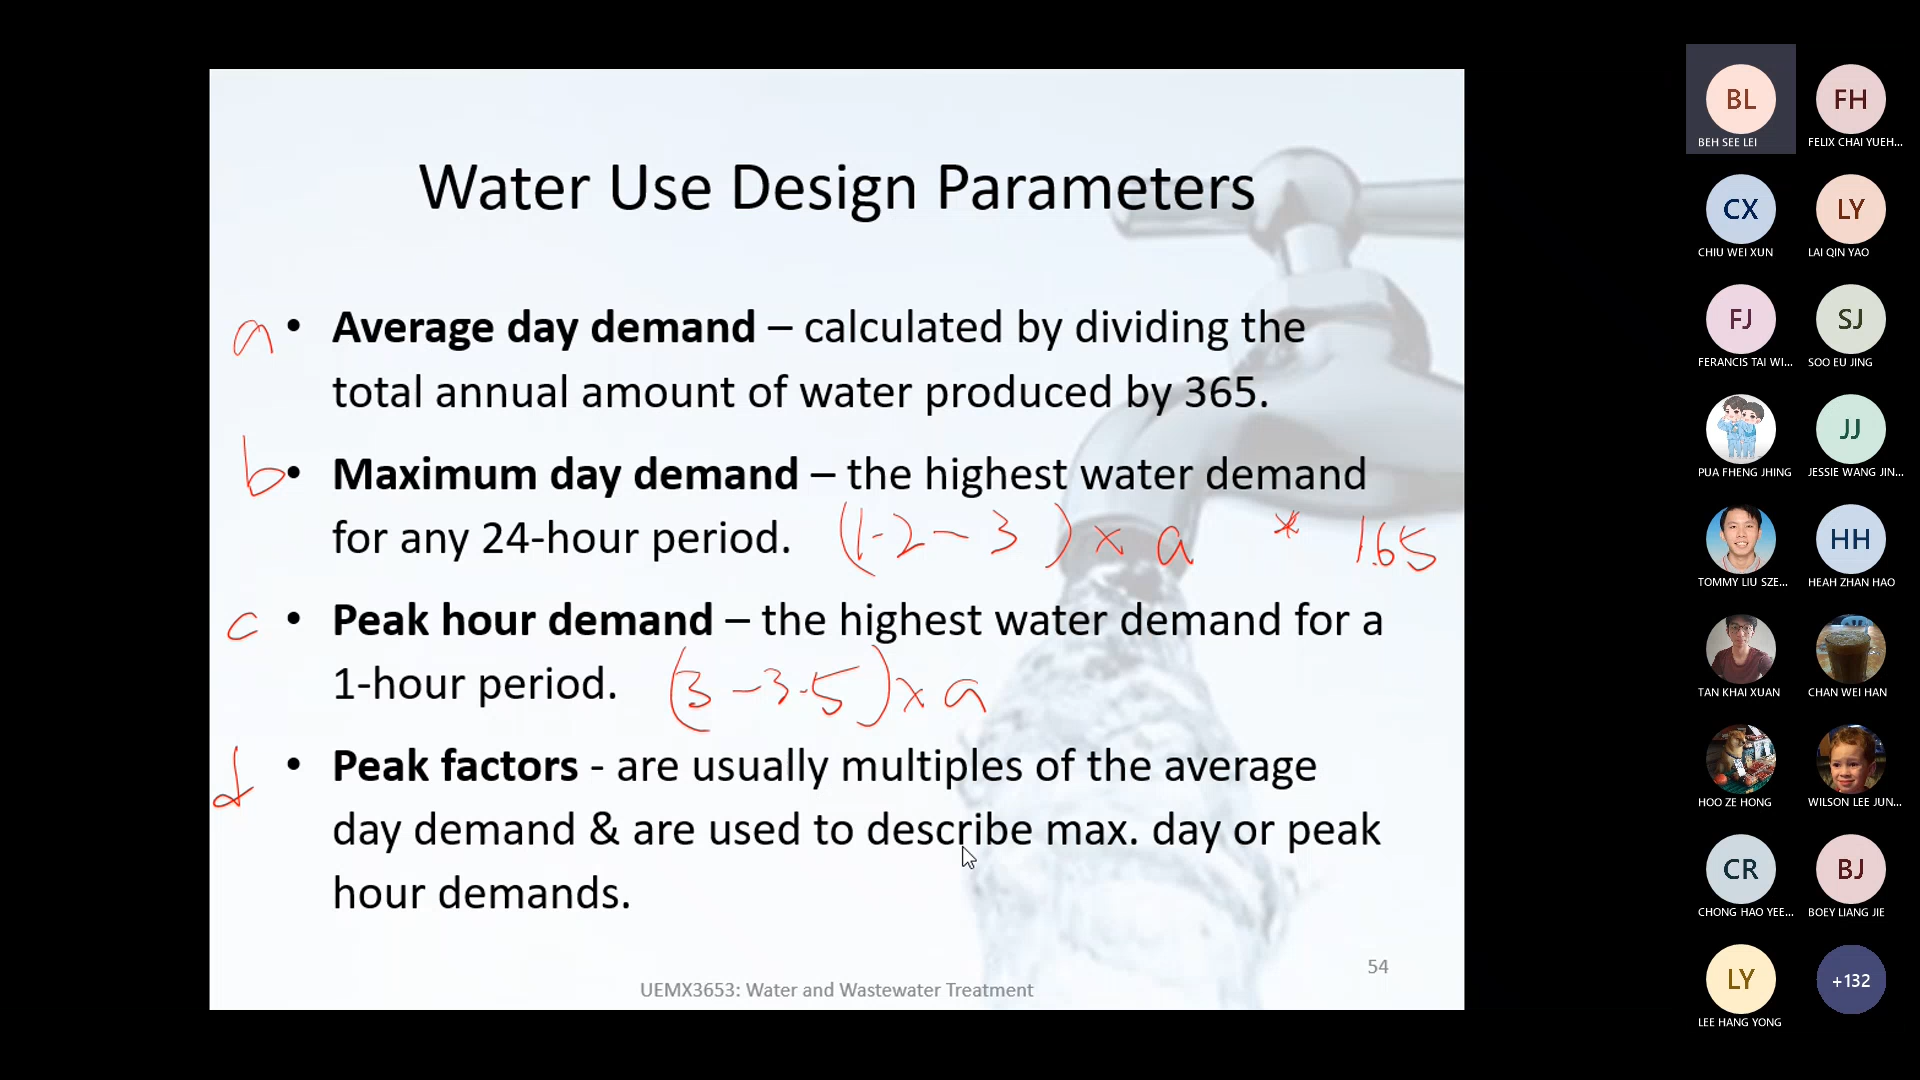 Water Use Design Parameters
a • Average day demand – calculated by dividing the
total annual amount of water produced by 365.
b • Maximum day demand – the highest water demand
for any 24-hour period. (1.2 – 3) x a * 1.65
c • Peak hour demand – the highest water demand for a
1-hour period. (3 – 3.5) x a
d • Peak factors - are usually multiples of the average
day demand & are used to describe max. day or peak
hour demands.
54
UEMX3653: Water and Wastewater Treatment
BL FH
BEH SEE LEI FELIX CHAI YUEH...
CX LY
CHIU WEI XUN LAI QIN YAO
FJ SJ
FERANCIS TAI WI... SOO EU JING
JJ
PUA FHENG JHING JESSIE WANG JIN...
HH
TOMMY LIU SZE... HEAH ZHAN HAO
TAN KHAI XUAN CHAN WEI HAN
HOO ZE HONG WILSON LEE JUN...
CR BJ
CHONG HAO YEE... BOEY LIANG JIE
LY +132
LEE HANG YONG